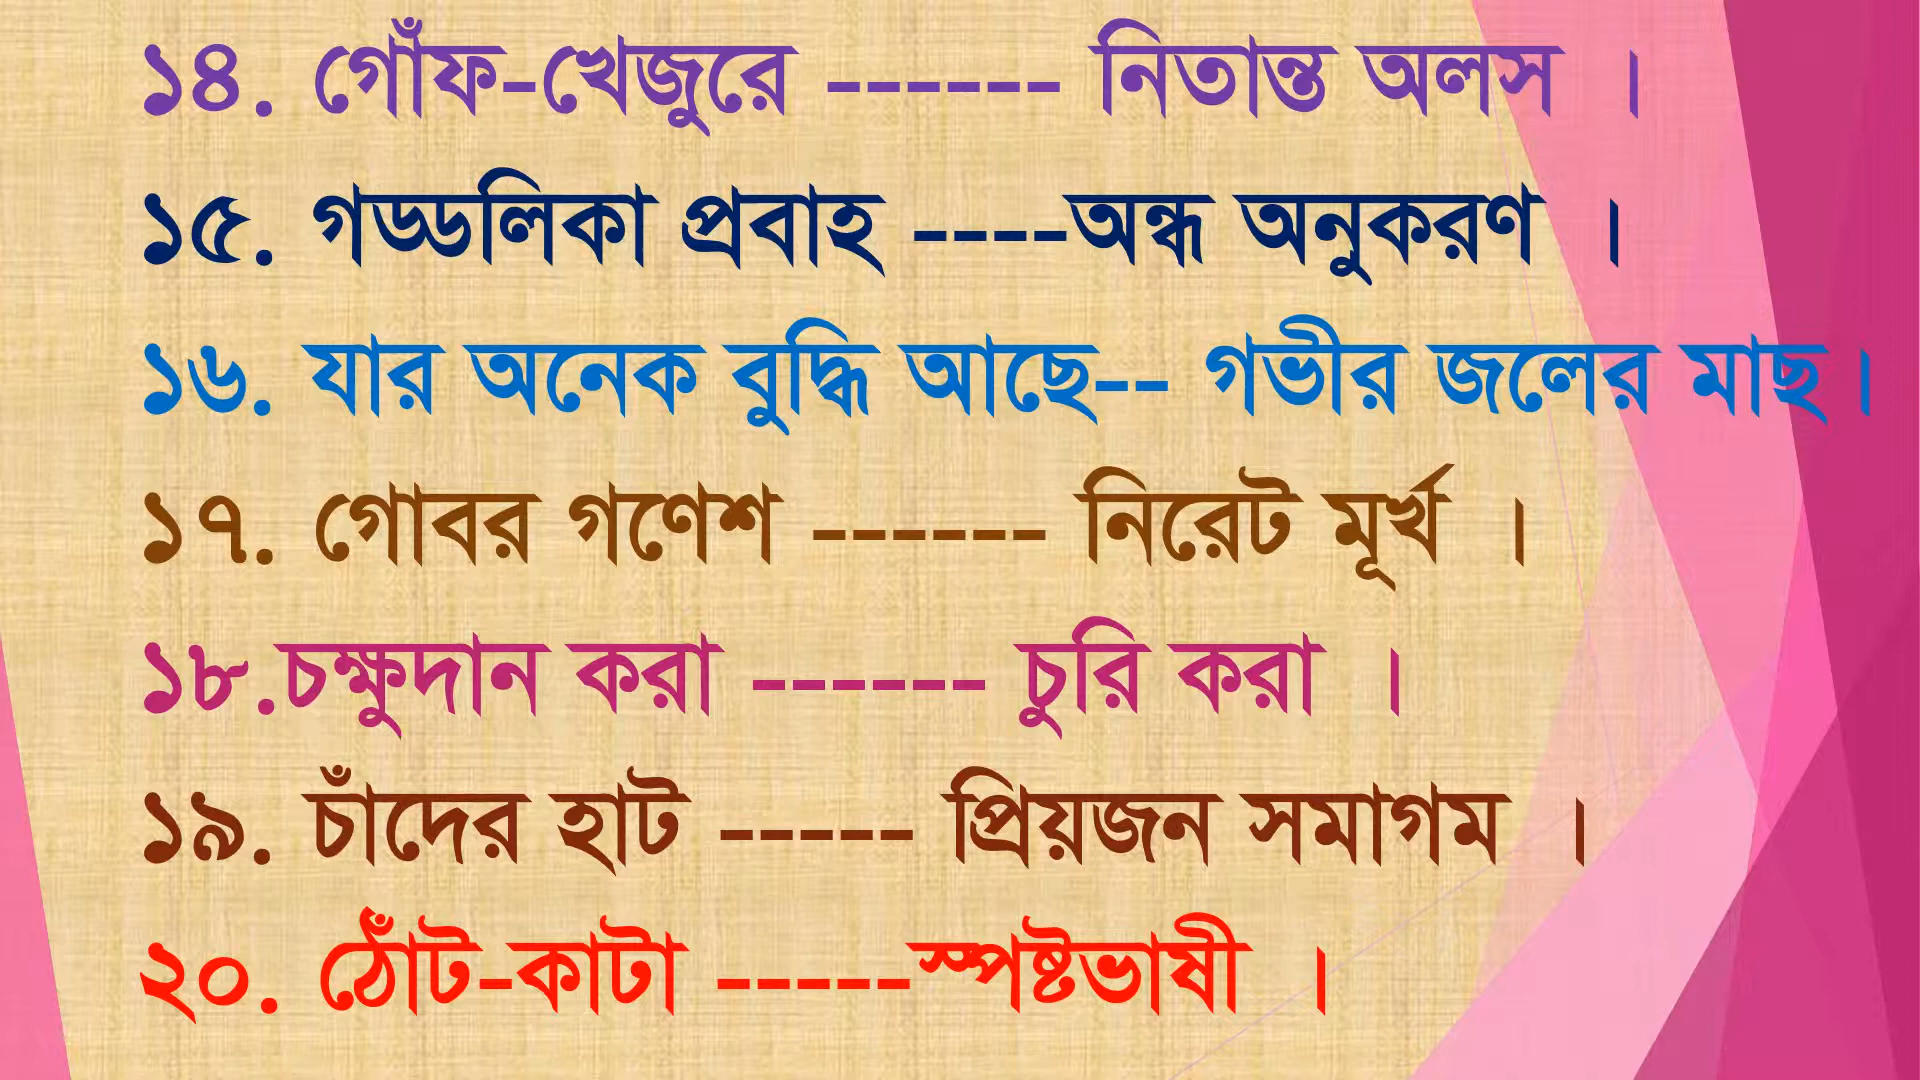 ১৪. গোঁফ-খেজুরে ------ নিতান্ত অলস ।
১৫. গড্ডলিকা প্রবাহ ----অন্ধ অনুকরণ ।
১৬. যার অনেক বুদ্ধি আছে-- গভীর জলের মাছ।
১৭. গোবর গণেশ ------ নিরেট মূর্খ ।
১৮.চক্ষুদান করা ------ চুরি করা ।
১৯. চাঁদের হাট ----- প্রিয়জন সমাগম ।
২০. ঠোঁট-কাটা -----স্পষ্টভাষী ।